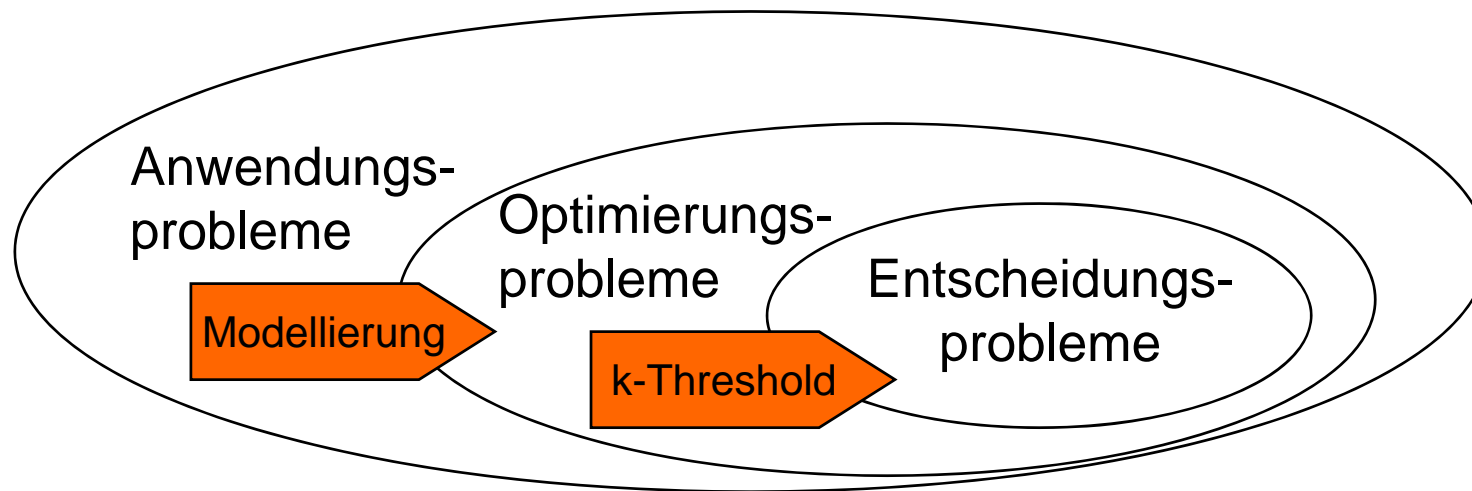 Anwendungs-
probleme
Modellierung
Optimierungs-
probleme
k-Threshold
Entscheidungs-
probleme